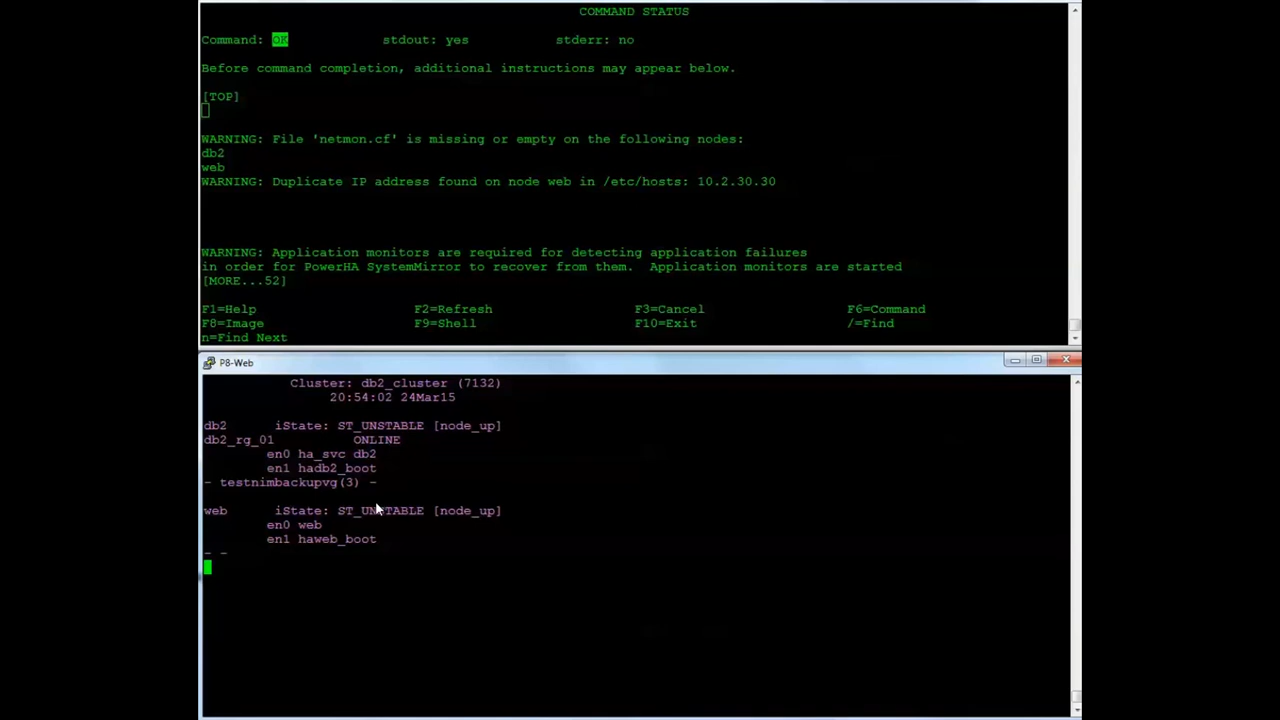 COMMAND STATUS
Command: OK stdout: yes stderr: no
Before command completion, additional instructions may appear below.
[TOP]
WARNING: File 'netmon.cf' is missing or empty on the following nodes:
db2
web
WARNING: Duplicate IP address found on node web in /etc/hosts: 10.2.30.30
WARNING: Application monitors are required for detecting application failures
in order for PowerHA SystemMirror to recover from them.  Application monitors are started
[MORE...52]
F1=Help F2=Refresh F3=Cancel F6=Command
F8=Image F9=Shell F10=Exit /=Find
n=Find Next
P8-Web
Cluster: db2_cluster (7132)
20:54:02 24Mar15
db2 iState: ST_UNSTABLE [node_up]
db2_rg_01 ONLINE
en0 ha_svc db2
en1 hadb2_boot
- testnimbackupvg(3) -
web iState: ST_UNSTABLE [node_up]
en0 web
en1 haweb_boot
- -